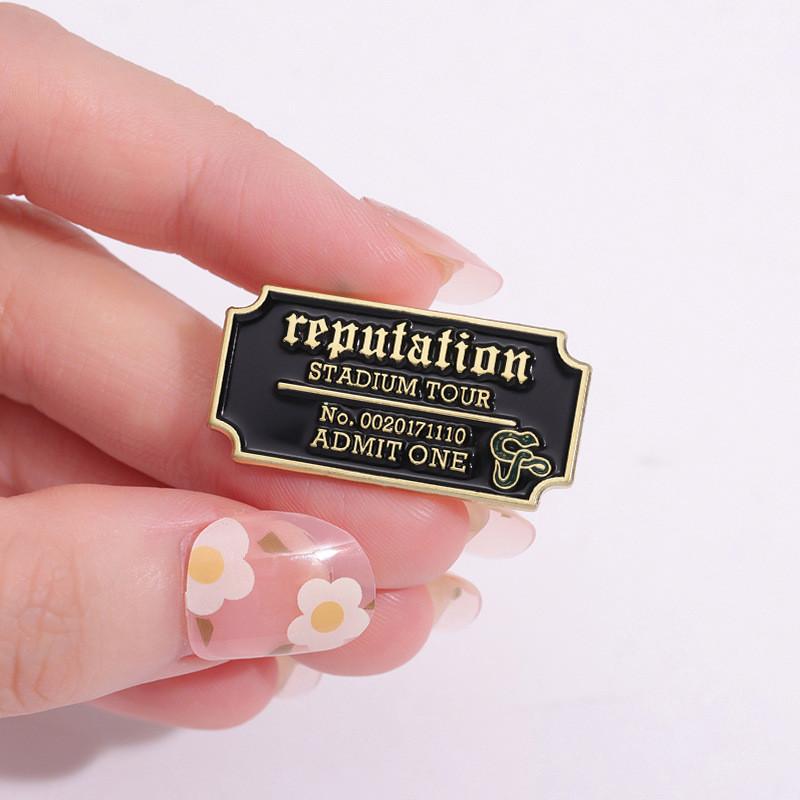 reputation
STADIUM TOUR
No. 0020171110
ADMIT ONE